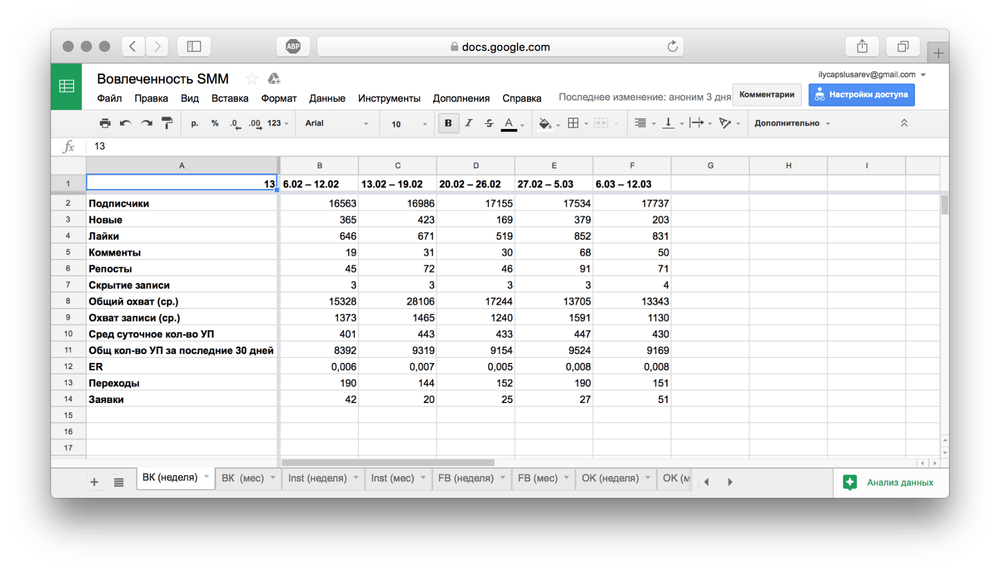 ABP
docs.google.com
Вовлеченность SMM
ilycapslusarev@gmail.com
Файл Правка Вид Вставка Формат Данные Инструменты Дополнения Справка Последнее изменение: аноним 3 дня
Комментарии
Настройки доступа
р. % .0 .00 123 Arial 10 B I S A Дополнительно
fx 13
A B C D E F G H I
1 13 6.02 – 12.02 13.02 – 19.02 20.02 – 26.02 27.02 – 5.03 6.03 – 12.03
2 Подписчики 16563 16986 17155 17534 17737
3 Новые 365 423 169 379 203
4 Лайки 646 671 519 852 831
5 Комменты 19 31 30 68 50
6 Репосты 45 72 46 91 71
7 Скрытие записи 3 3 3 3 4
8 Общий охват (ср.) 15328 28106 17244 13705 13343
9 Охват записи (ср.) 1373 1465 1240 1591 1130
10 Сред суточное кол-во УП 401 443 433 447 430
11 Общ кол-во УП за последние 30 дней 8392 9319 9154 9524 9169
12 ER 0,006 0,007 0,005 0,008 0,008
13 Переходы 190 144 152 190 151
14 Заявки 42 20 25 27 51
15
16
17
ВК (неделя) ВК (мес) Inst (неделя) Inst (мес) FB (неделя) FB (мес) OK (неделя) OK (м
Анализ данных